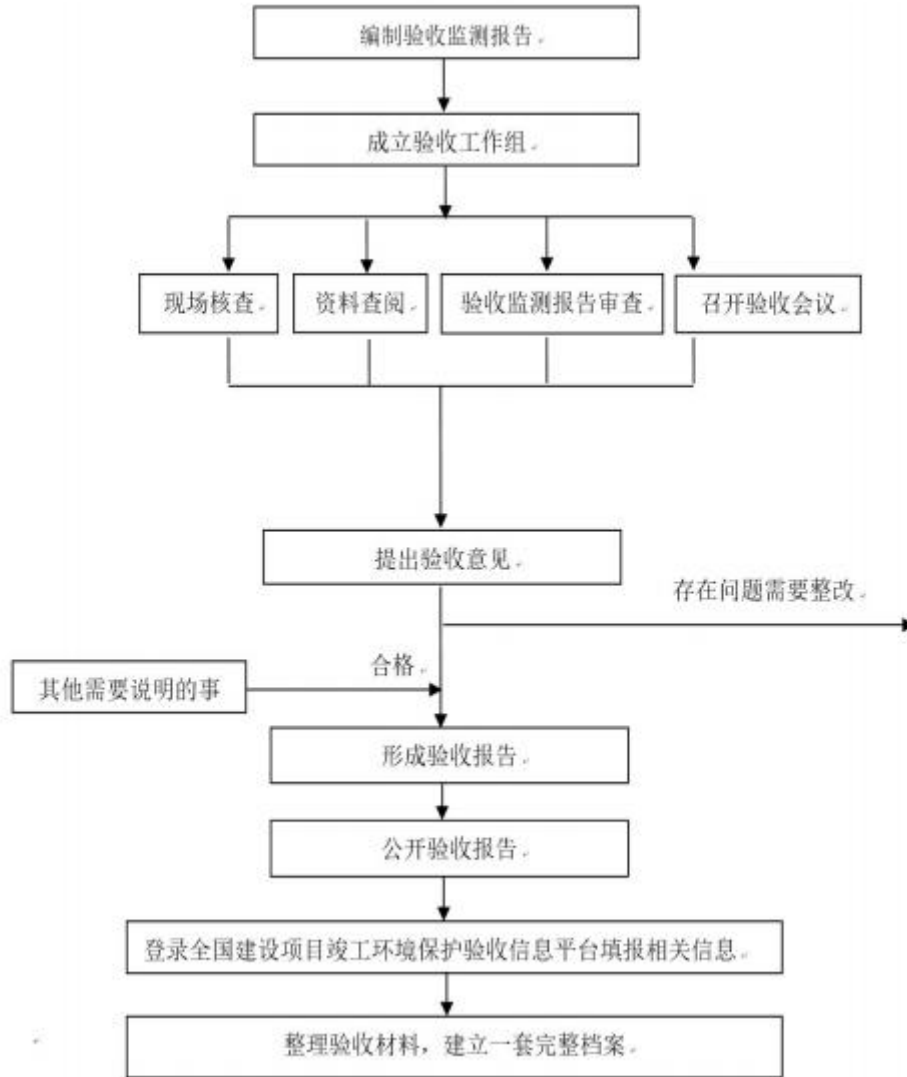 编制验收监测报告
成立验收工作组
现场核查
资料查阅
验收监测报告审查
召开验收会议
提出验收意见
存在问题需要整改
合格
其他需要说明的事
形成验收报告
公开验收报告
登录全国建设项目竣工环境保护验收信息平台填报相关信息
整理验收材料，建立一套完整档案